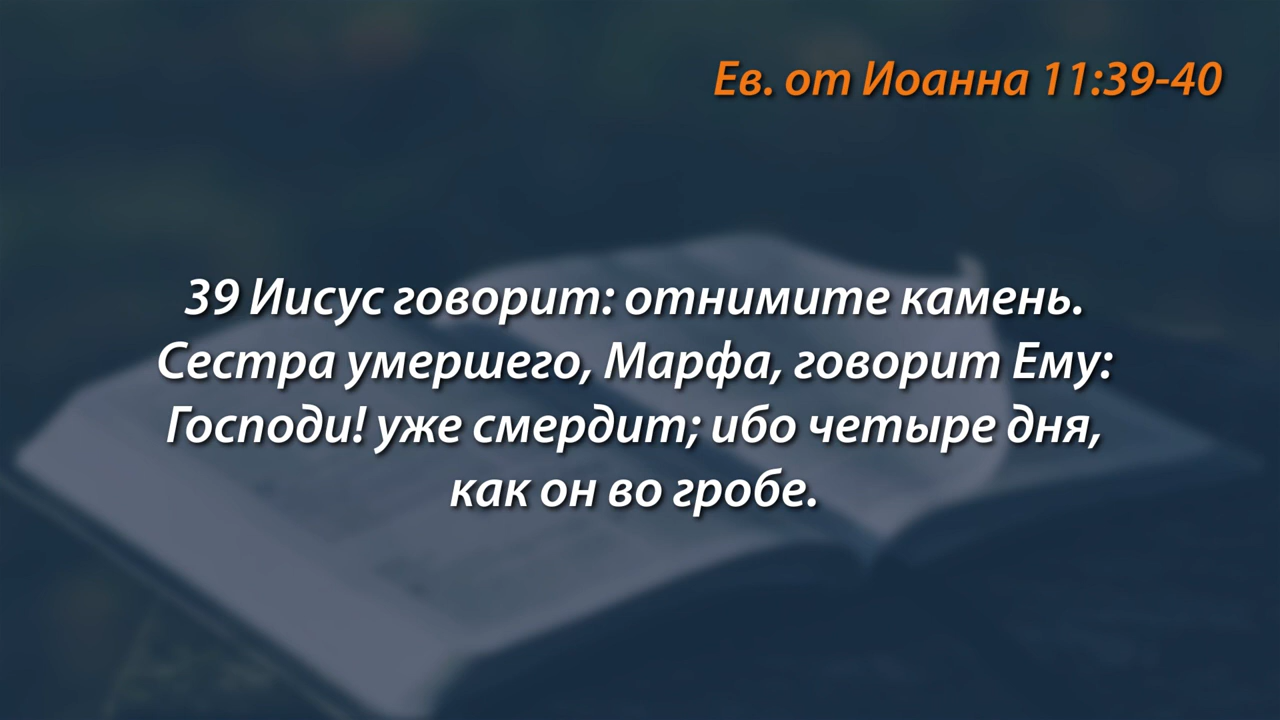 Ев. от Иоанна 11:39-40
39 Иисус говорит: отнимите камень.
Сестра умершего, Марфа, говорит Ему:
Господи! уже смердит; ибо четыре дня,
как он во гробе.